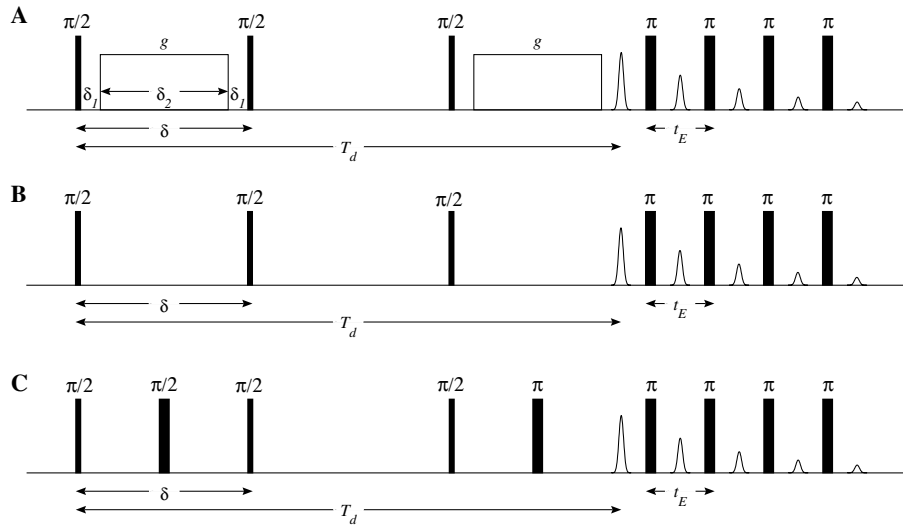 A
π/2 π/2 π/2 π π π π
g g
δ1 δ2 δ1
δ tE
Td
B
π/2 π/2 π/2 π π π π
δ tE
Td
C
π/2 π/2 π/2 π/2 π π π π π
δ tE
Td